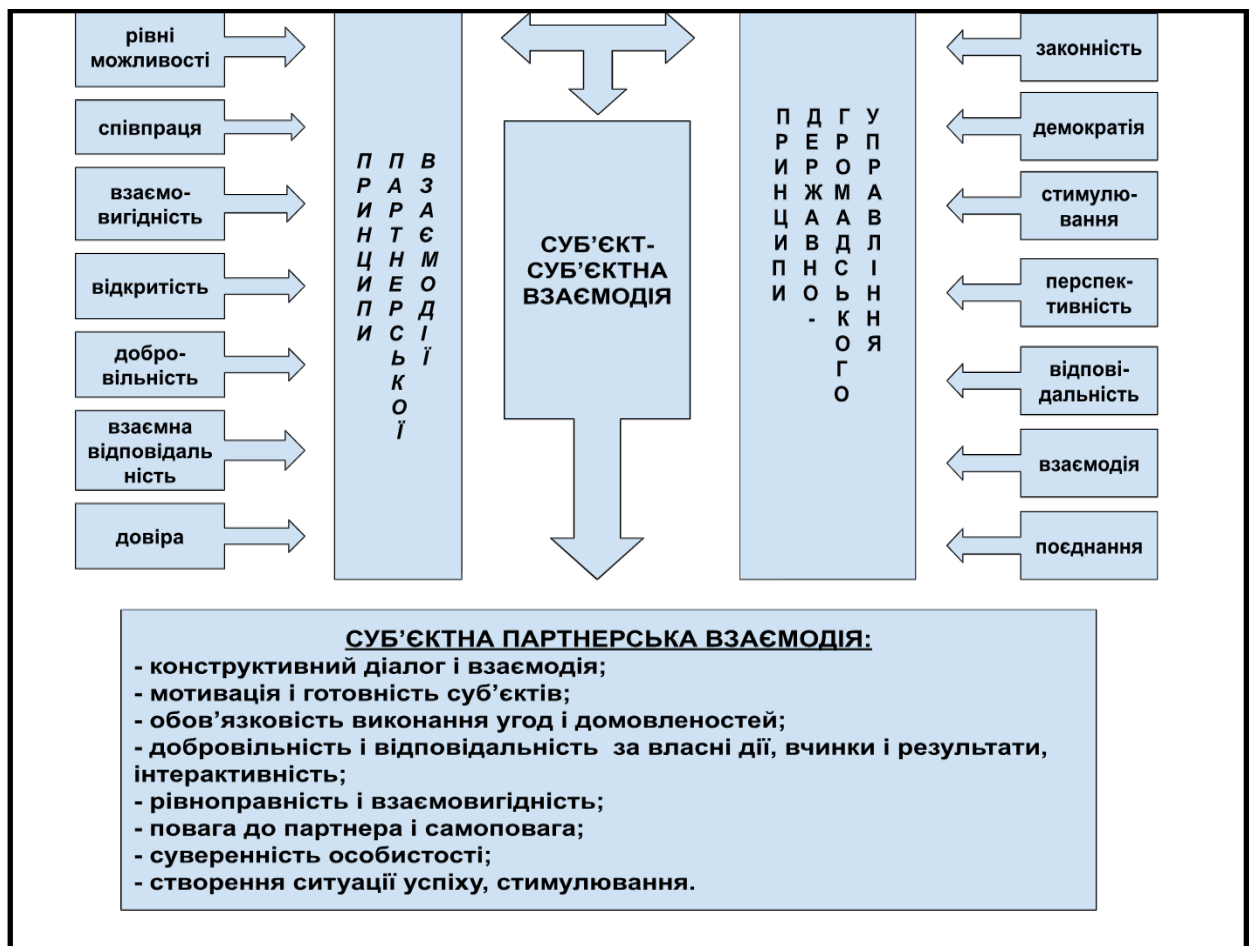 рівні
можливості
співпраця
взаємо-
вигідність
відкритість
добро-
вільність
взаємна
відповідаль
ність
довіра
ПРИНЦИПИ
ПАРТНЕРСЬКОЇ
ВЗАЄМОДІЇ
СУБ’ЄКТ-
СУБ’ЄКТНА
ВЗАЄМОДІЯ
ПРИНЦИПИ
ДЕРЖАВНО-
ГРОМАДСЬКОГО
УПРАВЛІННЯ
законність
демократія
стимулю-
вання
перспек-
тивність
відпові-
дальність
взаємодія
поєднання
СУБ’ЄКТНА ПАРТНЕРСЬКА ВЗАЄМОДІЯ:
- конструктивний діалог і взаємодія;
- мотивація і готовність суб’єктів;
- обов’язковість виконання угод і домовленостей;
- добровільність і відповідальність за власні дії, вчинки і результати,
інтерактивність;
- рівноправність і взаємовигідність;
- повага до партнера і самоповага;
- суверенність особистості;
- створення ситуації успіху, стимулювання.